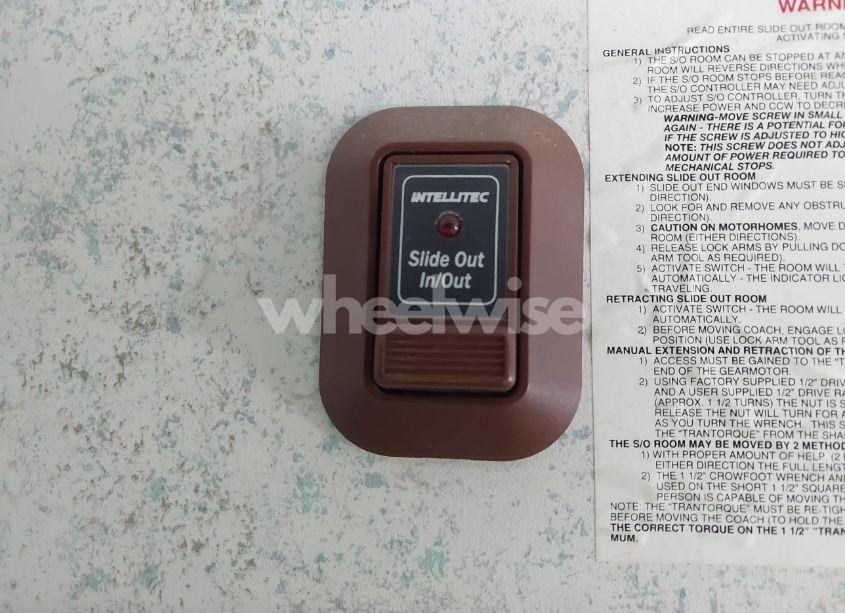 INTELLITEC
Slide Out
In/Out
wheelwise
WARN
READ ENTIRE SLIDE OUT ROOM
ACTIVATING
GENERAL INSTRUCTIONS
1) THE S/O ROOM CAN BE STOPPED AT AN
ROOM WILL REVERSE DIRECTIONS WHE
2) IF THE S/O ROOM STOPS BEFORE REAC
THE S/O CONTROLLER MAY NEED ADJU
3) TO ADJUST S/O CONTROLLER, TURN TH
INCREASE POWER AND CCW TO DECRE
WARNING-MOVE SCREW IN SMALL
AGAIN - THERE IS A POTENTIAL FOR
IF THE SCREW IS ADJUSTED TO HIG
NOTE: THIS SCREW DOES NOT ADJ
AMOUNT OF POWER REQUIRED TO
MECHANICAL STOPS.
EXTENDING SLIDE OUT ROOM
1) SLIDE OUT END WINDOWS MUST BE S
DIRECTION).
2) LOOK FOR AND REMOVE ANY OBSTRU
DIRECTION).
3) CAUTION ON MOTORHOMES, MOVE D
ROOM (EITHER DIRECTIONS).
4) RELEASE LOCK ARMS BY PULLING DO
ARM TOOL AS REQUIRED).
5) ACTIVATE SWITCH - THE ROOM WILL T
AUTOMATICALLY - THE INDICATOR LIG
TRAVELING.
RETRACTING SLIDE OUT ROOM
1) ACTIVATE SWITCH - THE ROOM WILL
AUTOMATICALLY.
2) BEFORE MOVING COACH, ENGAGE LO
POSITION (USE LOCK ARM TOOL AS R
MANUAL EXTENSION AND RETRACTION OF TH
1) ACCESS MUST BE GAINED TO THE "T
END OF THE GEARMOTOR.
2) USING FACTORY SUPPLIED 1/2" DRIVE
AND A USER SUPPLIED 1/2" DRIVE RA
(APPROX. 1 1/2 TURNS) THE NUT IS S
RELEASE THE NUT WILL TURN FOR A
AS YOU TURN THE WRENCH. THIS S
THE "TRANTORQUE" FROM THE SHA
THE S/O ROOM MAY BE MOVED BY 2 METHOD
1) WITH PROPER AMOUNT OF HELP, (2
EITHER DIRECTION THE FULL LENGT
2) THE 1 1/2" CROWFOOT WRENCH AN
USED ON THE SHORT 1 1/2" SQUARE
PERSON IS CAPABLE OF MOVING TH
NOTE: THE "TRANTORQUE" MUST BE RE-TIGH
BEFORE MOVING THE COACH (TO HOLD THE
THE CORRECT TORQUE ON THE 1 1/2" "TRAN
MUM.